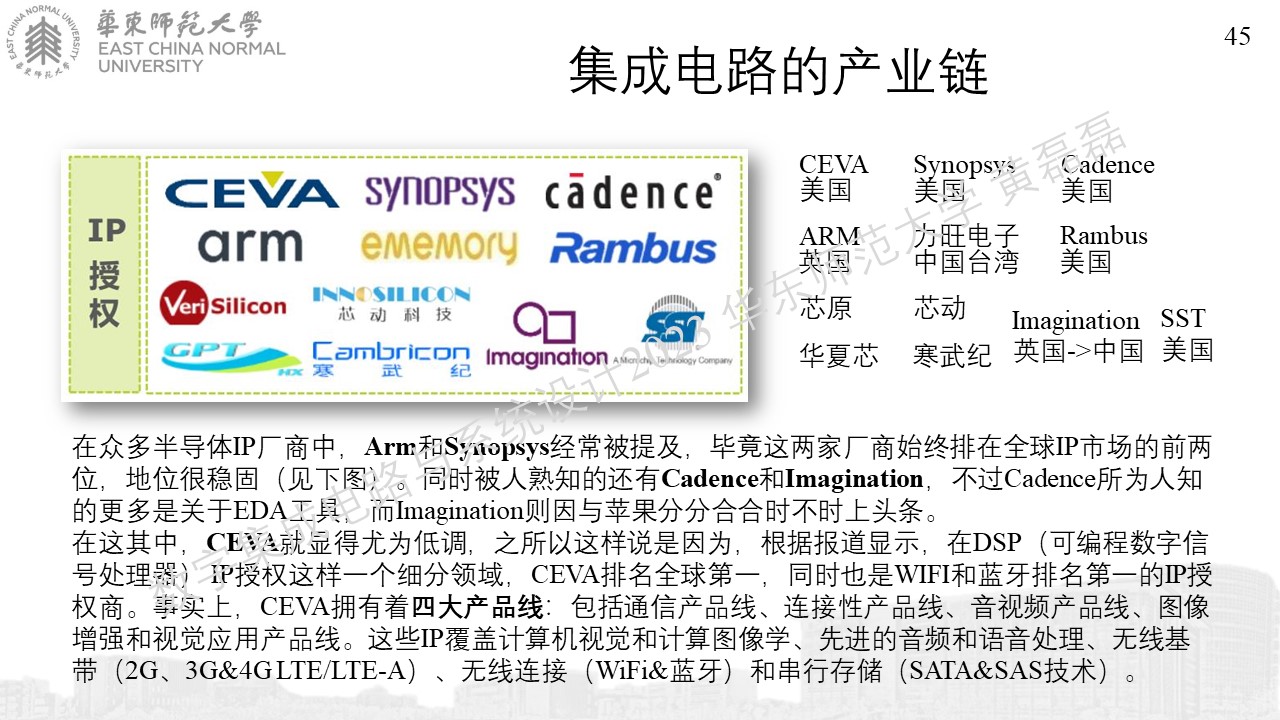 華東師範大學
EAST CHINA NORMAL
UNIVERSITY
EAST CHINA NORMAL UNIVERSITY
華東师范大学
45
集成电路的产业链
IP
授
权
CEVA
SYNOPSYS
cādence®
arm
eMEMORY
Rambus
VeriSilicon
INNOSILICON
芯动科技
Imagination
SST
A Microchip Technology Company
GPT
HX
Cambricon
寒武纪
CEVA
美国
Synopsys
美国
Cadence
美国
ARM
英国
力旺电子
中国台湾
Rambus
美国
芯原
芯动
Imagination
英国->中国
SST
美国
华夏芯
寒武纪
在众多半导体IP厂商中，Arm和Synopsys经常被提及，毕竟这两家厂商始终排在全球IP市场的前两
位，地位很稳固（见下图）。同时被人熟知的还有Cadence和Imagination，不过Cadence所为人知
的更多是关于EDA工具，而Imagination则因与苹果分分合合时不时上头条。
在这其中，CEVA就显得尤为低调，之所以这样说是因为，根据报道显示，在DSP（可编程数字信
号处理器） IP授权这样一个细分领域，CEVA排名全球第一，同时也是WIFI和蓝牙排名第一的IP授
权商。事实上，CEVA拥有着四大产品线：包括通信产品线、连接性产品线、音视频产品线、图像
增强和视觉应用产品线。这些IP覆盖计算机视觉和计算图像学、先进的音频和语音处理、无线基
带（2G、3G&4G LTE/LTE-A）、无线连接（WiFi&蓝牙）和串行存储（SATA&SAS技术）。
数字集成电路与系统设计2023 华东师范大学 黄磊磊